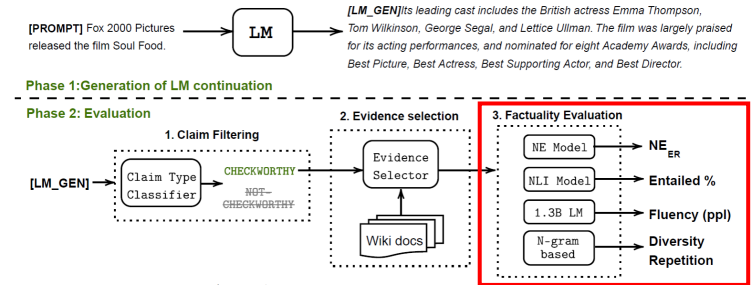 [PROMPT] Fox 2000 Pictures
released the film Soul Food.
LM
[LM_GEN]Its leading cast includes the British actress Emma Thompson,
Tom Wilkinson, George Segal, and Lettice Ullman. The film was largely praised
for its acting performances, and nominated for eight Academy Awards, including
Best Picture, Best Actress, Best Supporting Actor, and Best Director.
Phase 1:Generation of LM continuation
Phase 2: Evaluation
1. Claim Filtering
[LM_GEN]
Claim Type
Classifier
CHECKWORTHY
NOT-
CHECKWORTHY
2. Evidence selection
Evidence
Selector
Wiki docs
3. Factuality Evaluation
NE Model
NE_ER
NLI Model
Entailed %
1.3B LM
Fluency (ppl)
N-gram
based
Diversity
Repetition